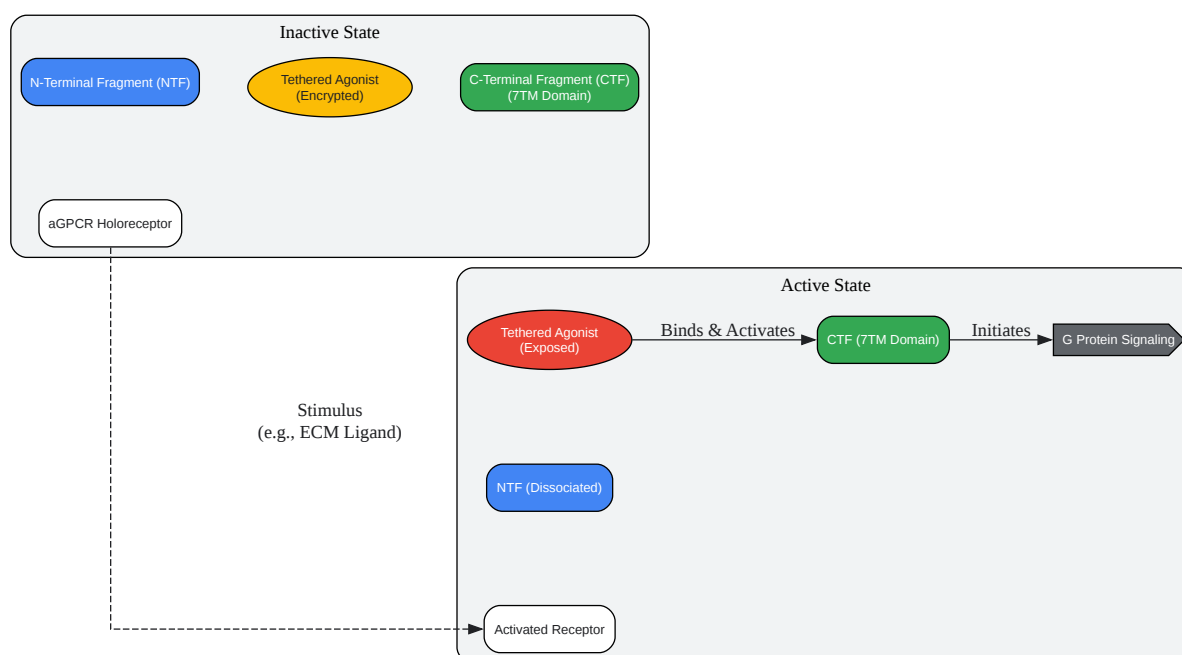 Inactive State
N-Terminal Fragment (NTF)
Tethered Agonist
(Encrypted)
C-Terminal Fragment (CTF)
(7TM Domain)
aGPCR Holoreceptor
Active State
Tethered Agonist
(Exposed)
Binds & Activates
CTF (7TM Domain)
Initiates
G Protein Signaling
Stimulus
(e.g., ECM Ligand)
NTF (Dissociated)
Activated Receptor